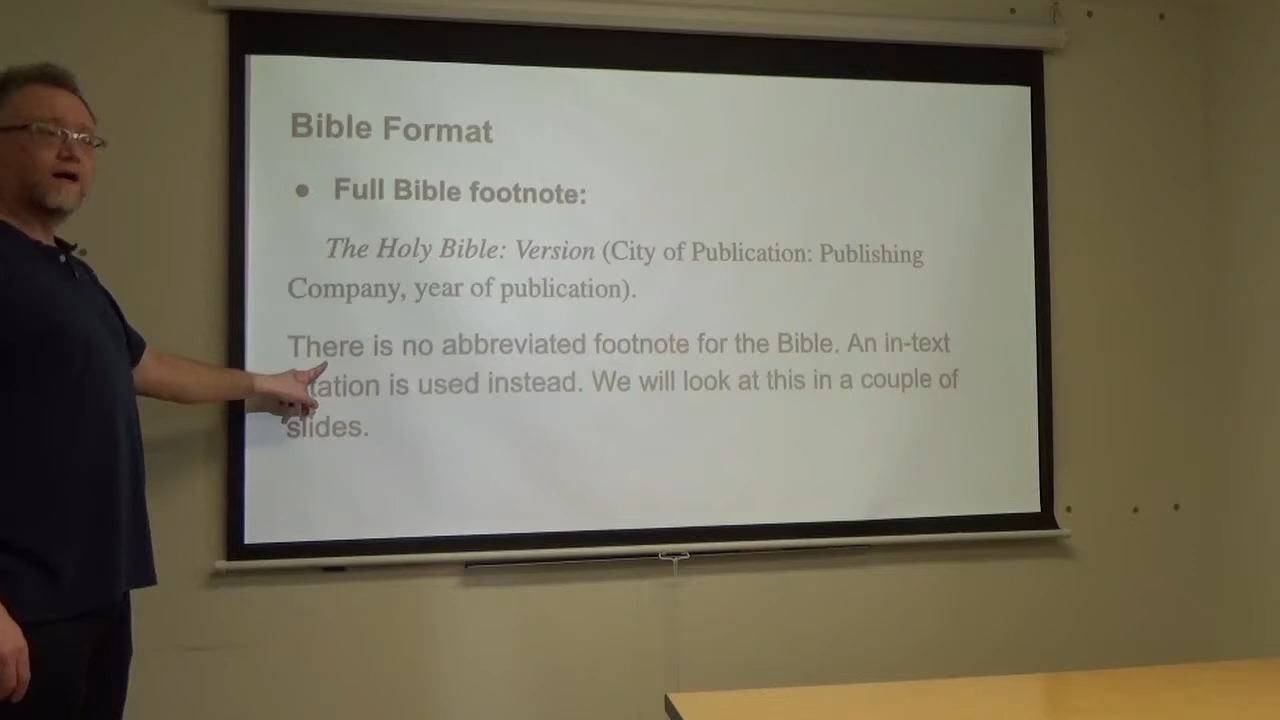 Bible Format
● Full Bible footnote:
The Holy Bible: Version (City of Publication: Publishing
Company, year of publication).
There is no abbreviated footnote for the Bible. An in-text
tation is used instead. We will look at this in a couple of
slides.